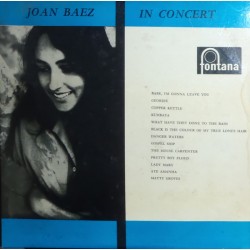 JOAN BAEZ IN CONCERT
fontana
BABE, I'M GONNA LEAVE YOU
GEORDIE
COPPER KETTLE
KUMBAYA
WHAT HAVE THEY DONE TO THE RAIN
BLACK IS THE COLOUR OF MY TRUE LOVE'S HAIR
DANGER WATERS
GOSPEL SHIP
THE HOUSE CARPENTER
PRETTY BOY FLOYD
LADY MARY
ATE AMANHA
MATTY GROVES